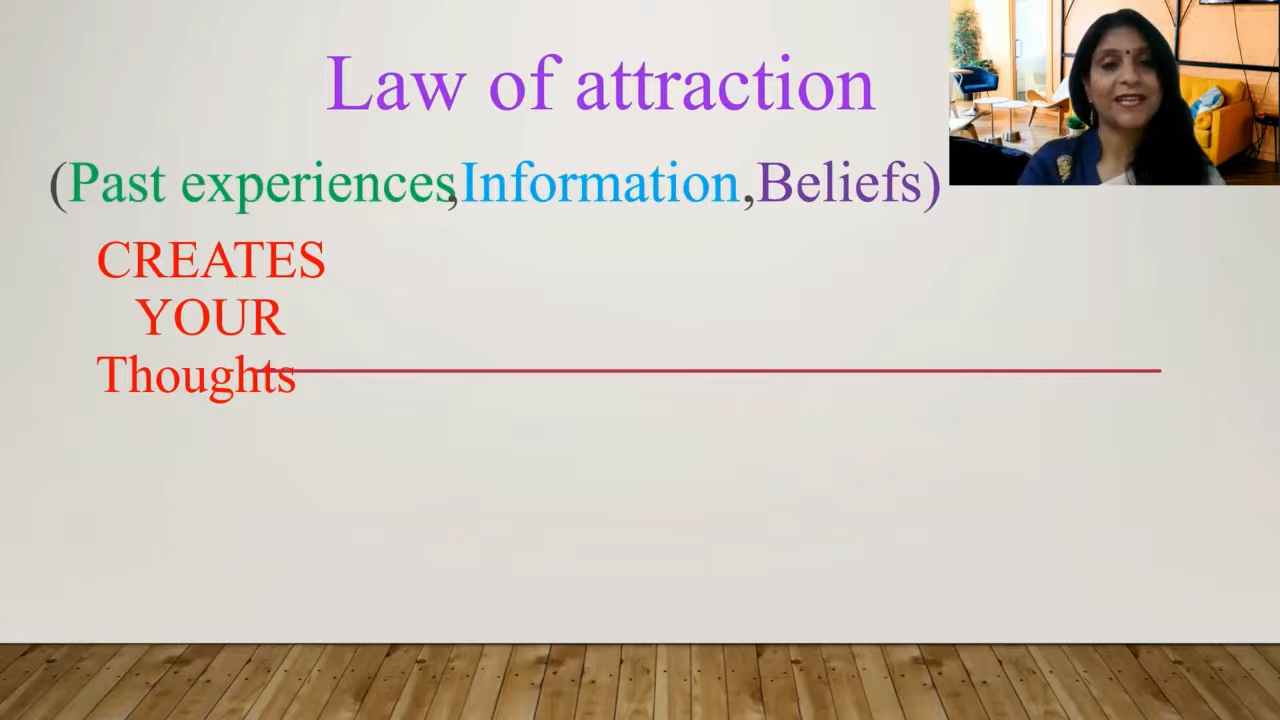 Law of attraction
(Past experiences,Information,Beliefs)
CREATES
YOUR
Thoughts